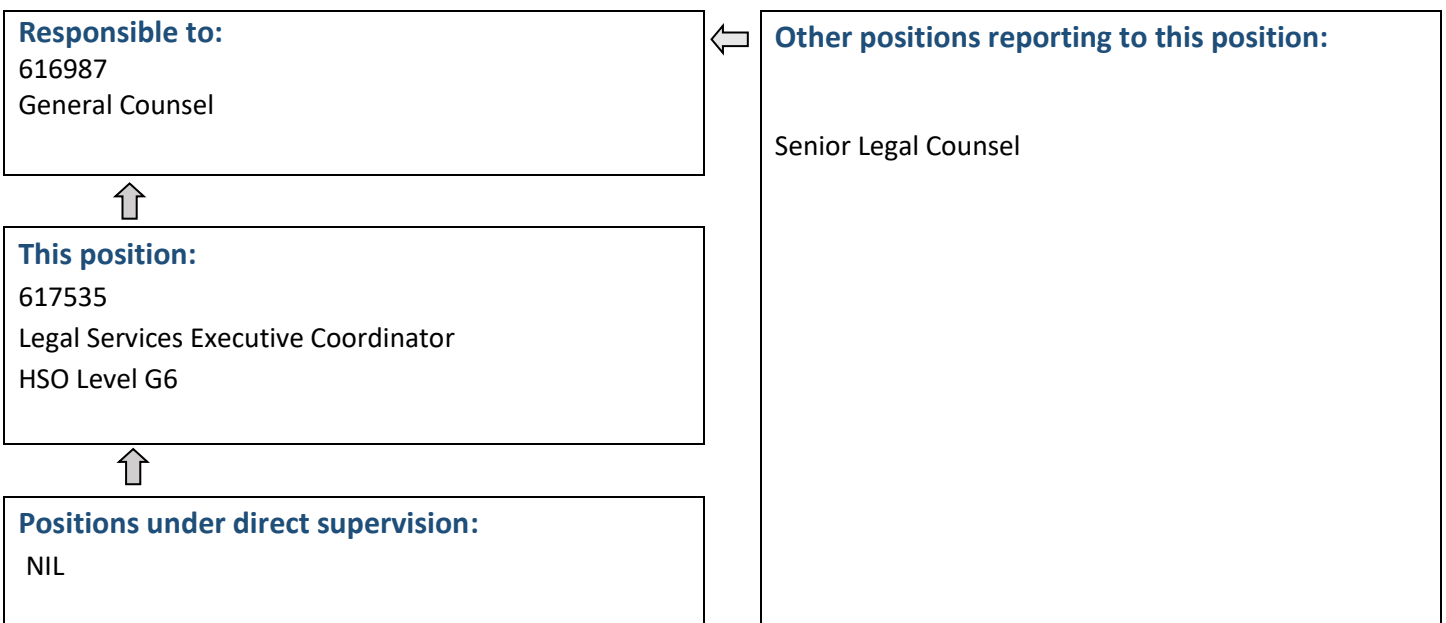 Responsible to:
616987
General Counsel
Other positions reporting to this position:
Senior Legal Counsel
This position:
617535
Legal Services Executive Coordinator
HSO Level G6
Positions under direct supervision:
NIL